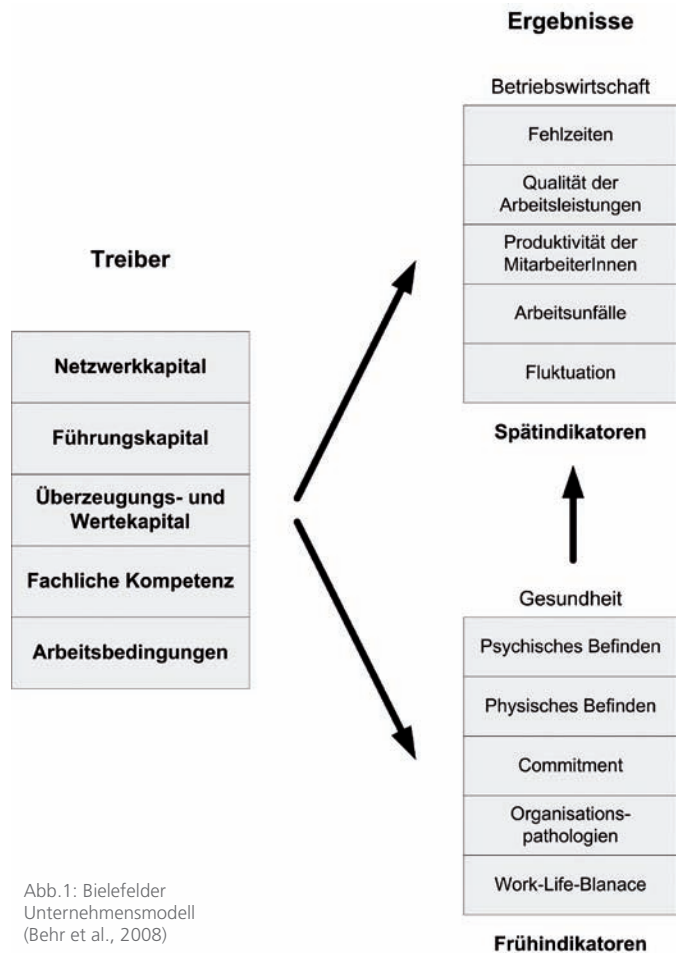 Treiber
Netzwerkkapital
Führungskapital
Überzeugungs- und
Wertekapital
Fachliche Kompetenz
Arbeitsbedingungen
Ergebnisse
Betriebswirtschaft
Fehlzeiten
Qualität der
Arbeitsleistungen
Produktivität der
MitarbeiterInnen
Arbeitsunfälle
Fluktuation
Spätindikatoren
Gesundheit
Psychisches Befinden
Physisches Befinden
Commitment
Organisations-
pathologien
Work-Life-Blanace
Frühindikatoren
Abb.1: Bielefelder
Unternehmensmodell
(Behr et al., 2008)